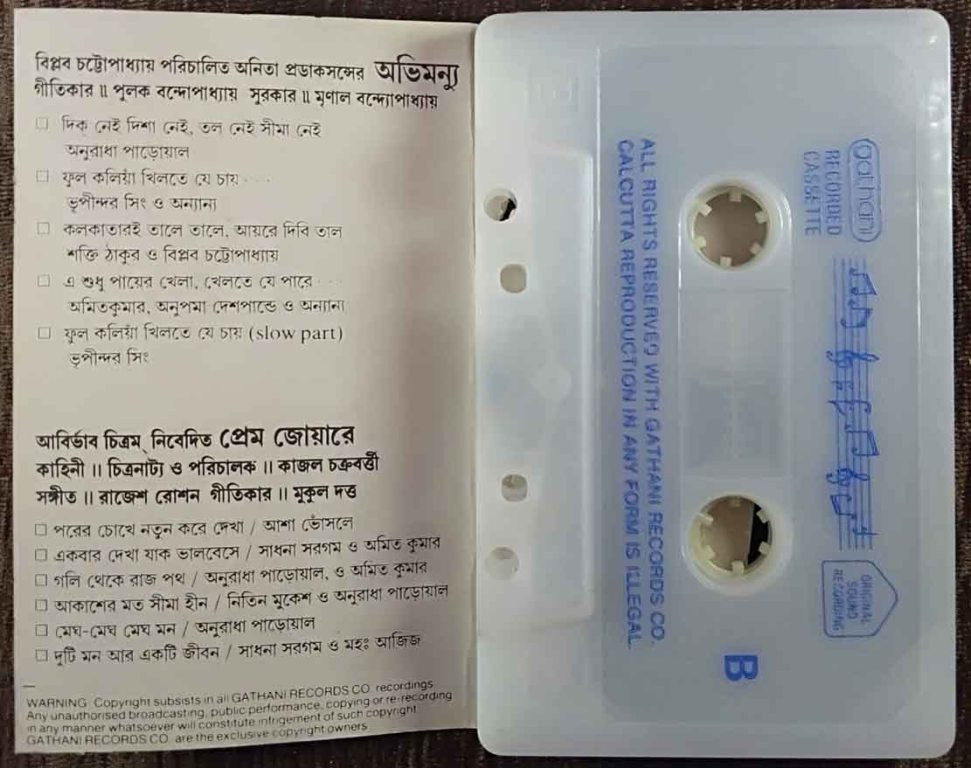 বিপ্লব চট্টোপাধ্যায় পরিচালিত অনিতা প্রডাকসন্সের অভিমন্যু
গীতিকার ॥ পুলক বন্দোপাধ্যায় সুরকার ॥ মৃণাল বন্দ্যোপাধ্যায়
□ দিক নেই দিশা নেই, তল নেই সীমা নেই
অনুরাধা পাড়োয়াল
□ ফুল কলিয়াঁ খিলতে যে চায় · · ·
ভূপীন্দর সিং ও অন্যান্য
□ কলকাতারই তালে তালে, আয়রে দিবি তাল
শক্তি ঠাকুর ও বিপ্লব চট্টোপাধ্যায়
□ এ শুধু পায়ের খেলা, খেলতে যে পারে · · ·
অমিতকুমার, অনুপমা দেশপান্ডে ও অন্যান্য
□ ফুল কলিয়াঁ খিলতে যে চায় (slow part)
ভূপীন্দর সিং
আবির্ভাব চিত্রম্ নিবেদিত প্রেম জোয়ারে
কাহিনী ॥ চিত্রনাট্য ও পরিচালক ॥ কাজল চক্রবর্ত্তী
সঙ্গীত ॥ রাজেশ রোশন গীতিকার ॥ মুকুল দত্ত
□ পরের চোখে নতুন করে দেখা / আশা ভোঁসলে
□ একবার দেখা যাক ভালবেসে / সাধনা সরগম ও অমিত কুমার
□ গলি থেকে রাজ পথ / অনুরাধা পাড়োয়াল, ও অমিত কুমার
□ আকাশের মত সীমা হীন / নিতিন মুকেশ ও অনুরাধা পাড়োয়াল
□ মেঘ-মেঘ মেঘ মন / অনুরাধা পাড়োয়াল
□ দুটি মন আর একটি জীবন / সাধনা সরগম ও মহঃ আজিজ
WARNING: Copyright subsists in all GATHANI RECORDS CO. recordings
Any unauthorised broadcasting, public performance, copying or re-recording
in any manner whatsoever will constitute infrigement of such copyright
GATHANI RECORDS CO. are the exclusive copyright owners
gathani
RECORDED
CASSETTE
ALL RIGHTS RESERVED WITH GATHANI RECORDS CO.
CALCUTTA REPRODUCTION IN ANY FORM IS ILLEGAL
ORIGINAL
SOUND
RECORDING
B